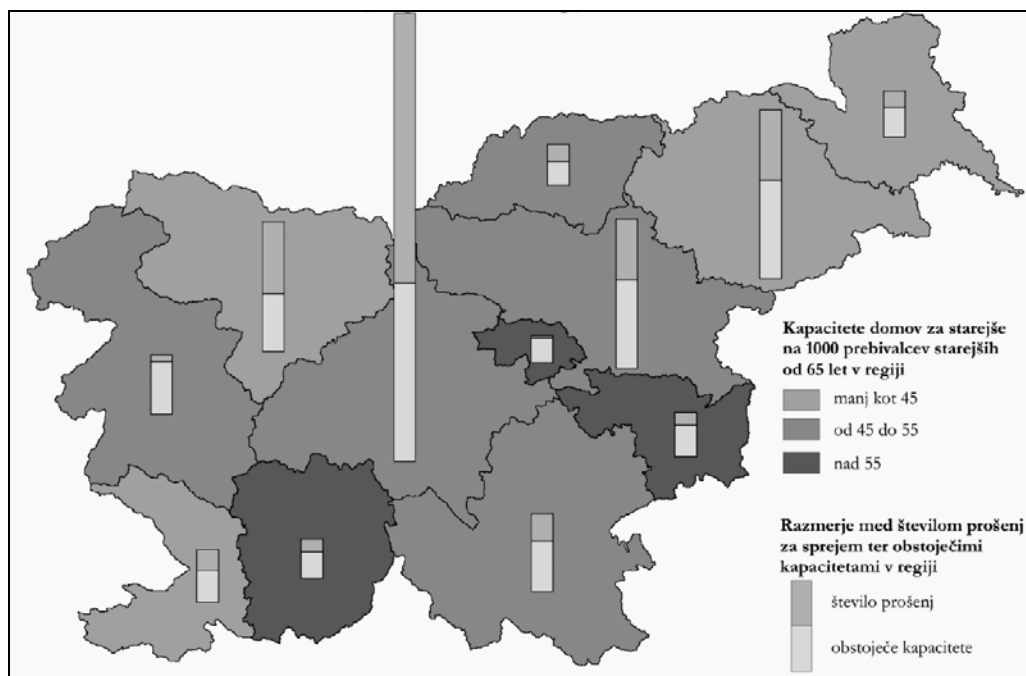 Kapacitete domov za starejše
na 1000 prebivalcev starejših
od 65 let v regiji
manj kot 45
od 45 do 55
nad 55
Razmerje med številom prošenj
za sprejem ter obstoječimi
kapacitetami v regiji
število prošenj
obstoječe kapacitete